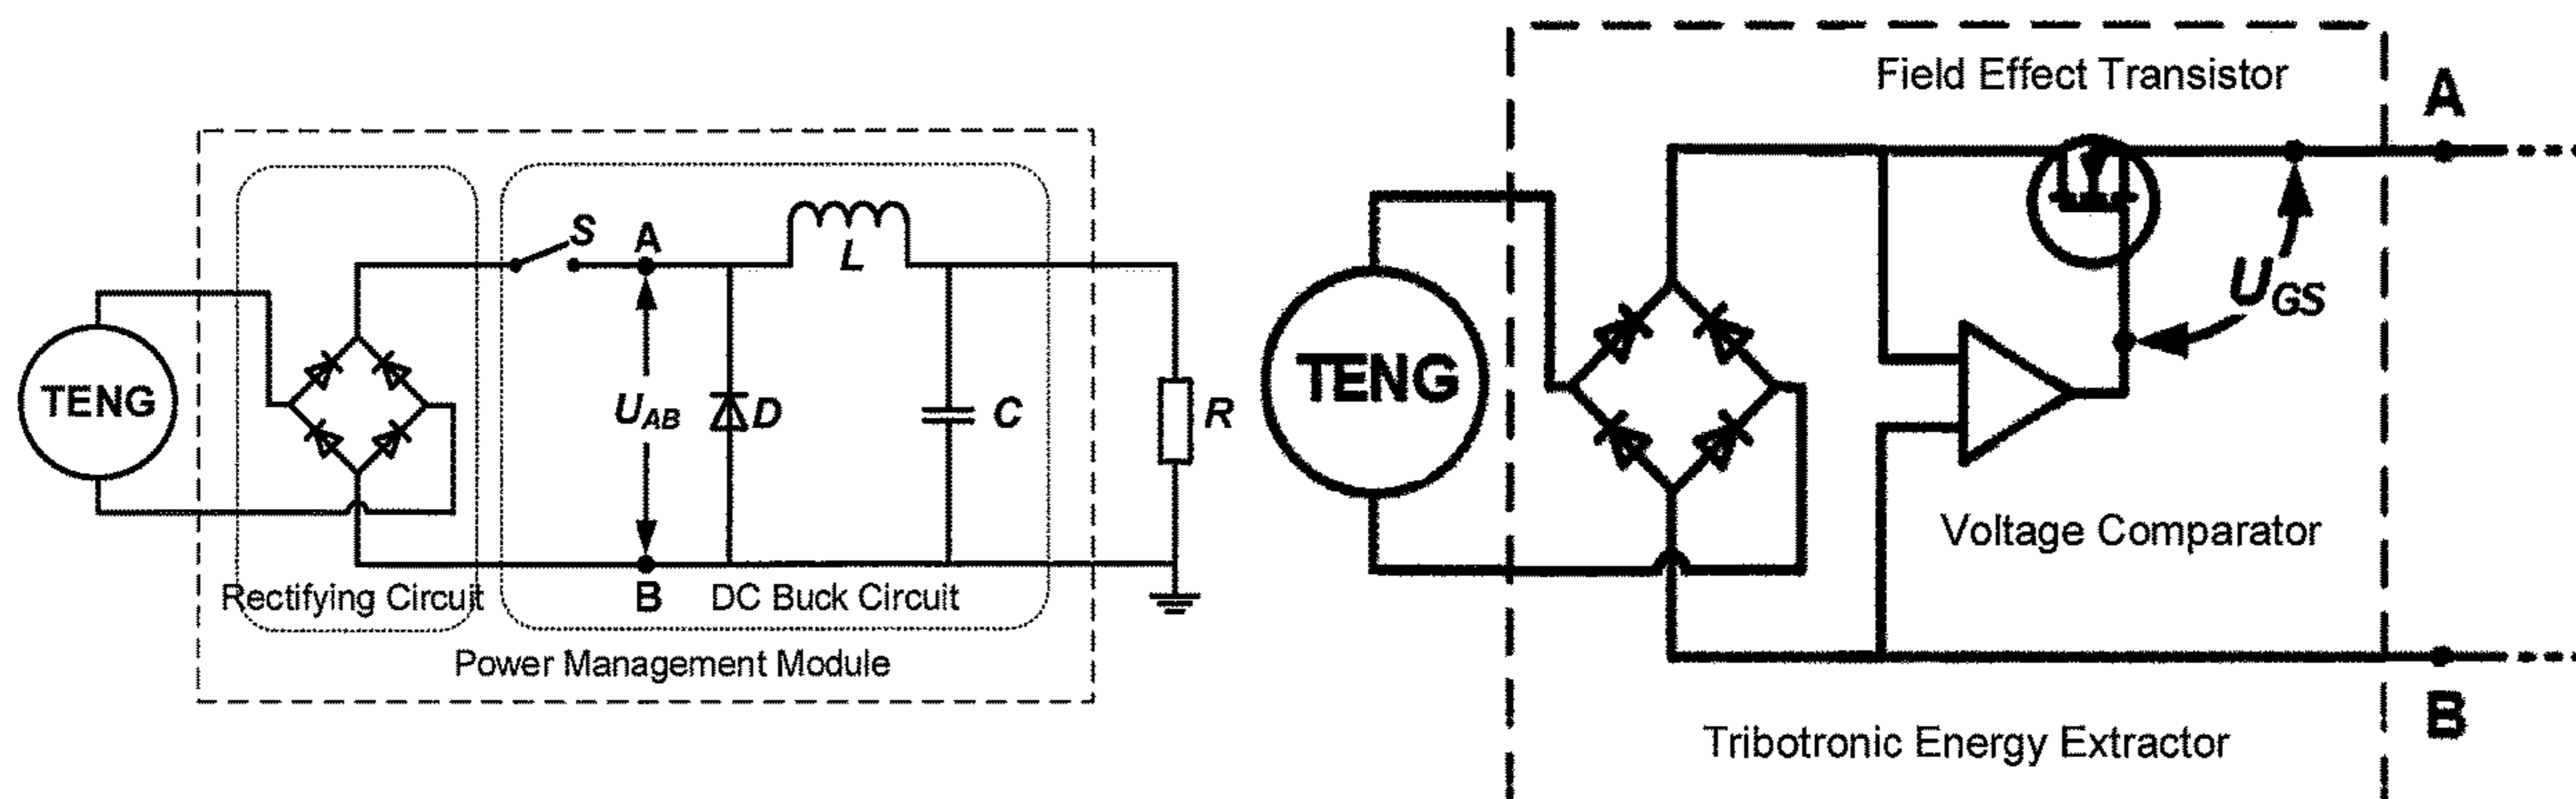 TENG
S
A
L
U_AB
D
C
R
B
Rectifying Circuit
DC Buck Circuit
Power Management Module
Field Effect Transistor
A
TENG
U_GS
Voltage Comparator
B
Tribotronic Energy Extractor